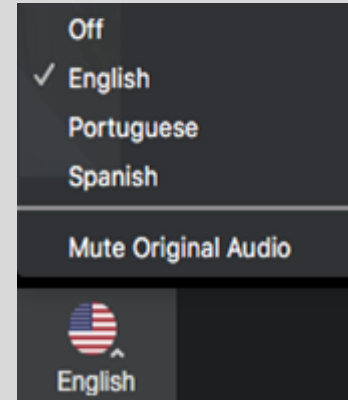 Off
✓ English
Portuguese
Spanish
Mute Original Audio
English